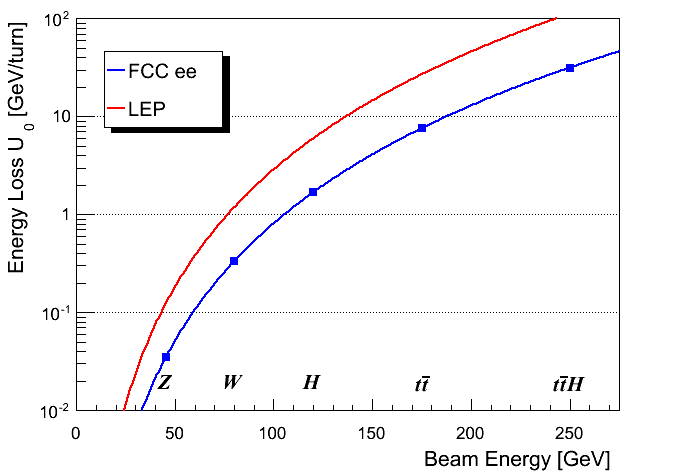 Energy Loss U₀ [GeV/turn]
10²
10
1
10⁻¹
10⁻²
FCC ee
LEP
Z W H tt̅ tt̅H
0 50 100 150 200 250
Beam Energy [GeV]